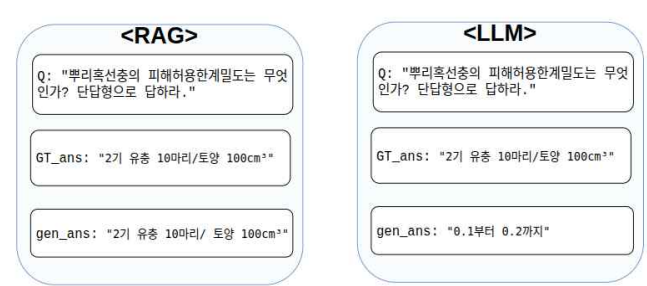 <RAG>
Q: "뿌리혹선충의 피해허용한계밀도는 무엇
인가? 단답형으로 답하라."
GT_ans: "2기 유충 10마리/토양 100cm³"
gen_ans: "2기 유충 10마리/ 토양 100cm³"
<LLM>
Q: "뿌리혹선충의 피해허용한계밀도는 무엇
인가? 단답형으로 답하라."
GT_ans: "2기 유충 10마리/토양 100cm³"
gen_ans: "0.1부터 0.2까지"